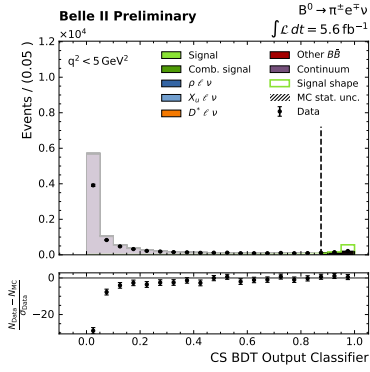 Belle II Preliminary
B⁰ → π±e∓ν
∫ℒ dt = 5.6 fb⁻¹
×10⁴
q² < 5 GeV²
Signal
Comb. signal
ρ ℓ ν
Xᵤ ℓ ν
D* ℓ ν
Other BB̄
Continuum
Signal shape
MC stat. unc.
Data
Events / (0.05 )
1.2
1.0
0.8
0.6
0.4
0.2
0.0
N_Data − N_MC
σ_Data
0
−20
0.0 0.2 0.4 0.6 0.8 1.0
CS BDT Output Classifier